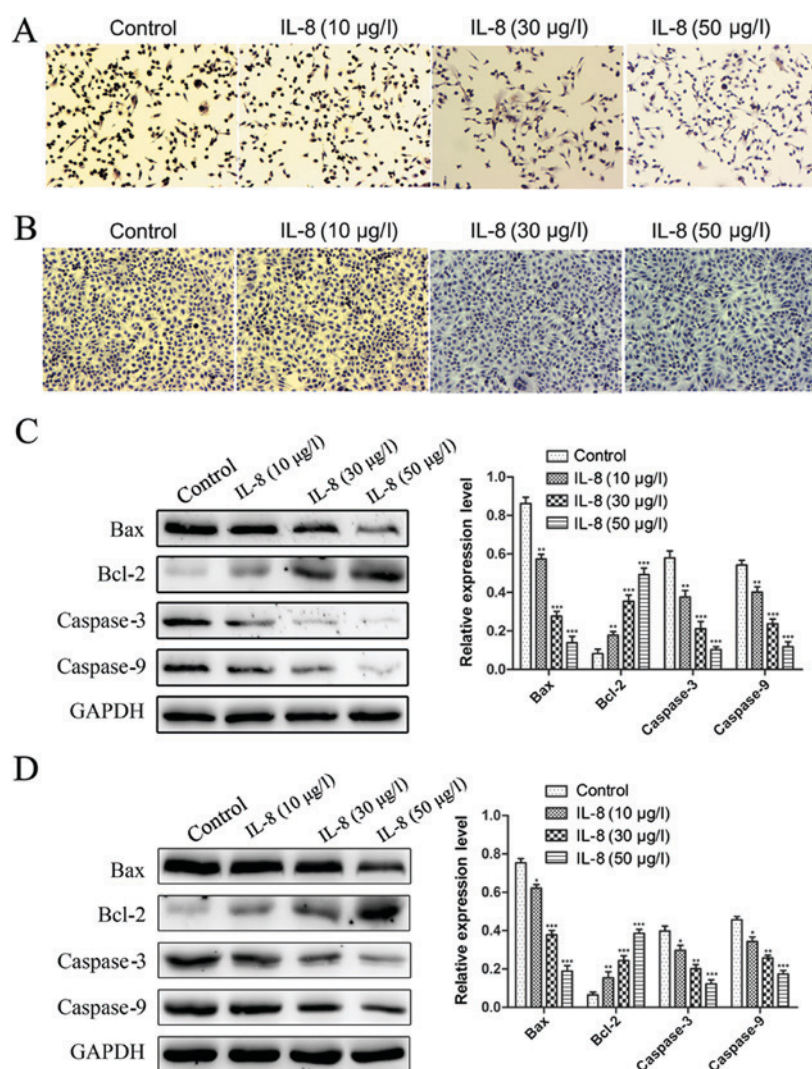 A
Control IL-8 (10 µg/l) IL-8 (30 µg/l) IL-8 (50 µg/l)
B
Control IL-8 (10 µg/l) IL-8 (30 µg/l) IL-8 (50 µg/l)
C
Control IL-8 (10 µg/l) IL-8 (30 µg/l) IL-8 (50 µg/l)
Bax
Bcl-2
Caspase-3
Caspase-9
GAPDH
Control
IL-8 (10 µg/l)
IL-8 (30 µg/l)
IL-8 (50 µg/l)
Relative expression level
1.0
0.8
0.6
0.4
0.2
0.0
** *** ***
** *** ***
** *** ***
** *** ***
Bax Bcl-2 Caspase-3 Caspase-9
D
Control IL-8 (10 µg/l) IL-8 (30 µg/l) IL-8 (50 µg/l)
Bax
Bcl-2
Caspase-3
Caspase-9
GAPDH
Control
IL-8 (10 µg/l)
IL-8 (30 µg/l)
IL-8 (50 µg/l)
Relative expression level
1.0
0.8
0.6
0.4
0.2
0.0
* *** ***
** *** ***
* ** ***
* ** ***
Bax Bcl-2 Caspase-3 Caspase-9